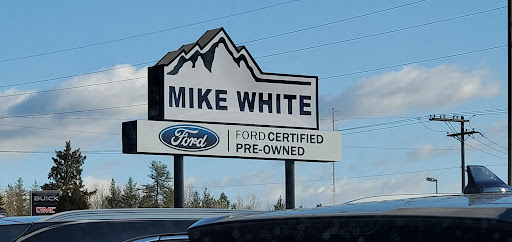 MIKE WHITE
Ford
FORD CERTIFIED
PRE-OWNED
BUICK
GMC